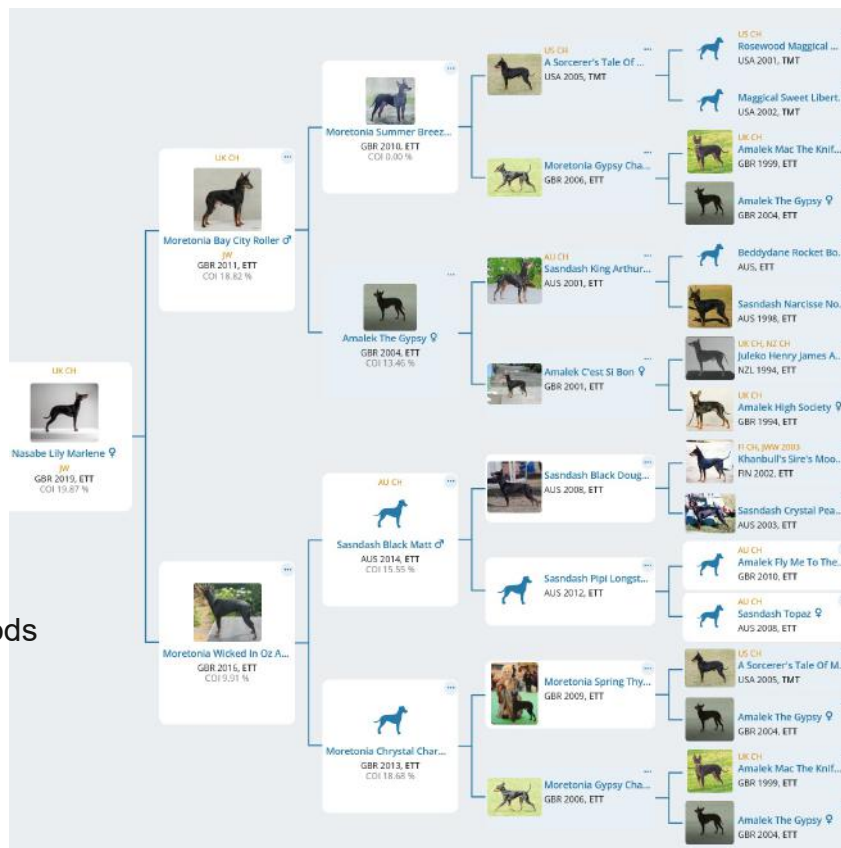 UK CH
Nasabe Lily Marlene ♀
JW
GBR 2019, ETT
COI 19.87 %
ods
UK CH
Moretonia Bay City Roller ♂
JW
GBR 2011, ETT
COI 18.82 %
Moretonia Wicked In Oz A...
GBR 2016, ETT
COI 9.91 %
Moretonia Summer Breez...
GBR 2010, ETT
COI 0.00 %
Amalek The Gypsy ♀
GBR 2004, ETT
COI 13.46 %
AU CH
Sasndash Black Matt ♂
AUS 2014, ETT
COI 15.55 %
Moretonia Chrystal Char...
GBR 2013, ETT
COI 18.68 %
US CH
A Sorcerer's Tale Of ...
USA 2005, TMT
Moretonia Gypsy Cha...
GBR 2006, ETT
AU CH
Sasndash King Arthur...
AUS 2001, ETT
Amalek C'est Si Bon ♀
GBR 2001, ETT
Sasndash Black Doug...
AUS 2008, ETT
Sasndash Pipi Longst...
AUS 2012, ETT
Moretonia Spring Thy...
GBR 2009, ETT
Moretonia Gypsy Cha...
GBR 2006, ETT
US CH
Rosewood Maggical ...
USA 2001, TMT
Maggical Sweet Libert.
USA 2002, TMT
UK CH
Amalek Mac The Knif...
GBR 1999, ETT
Amalek The Gypsy ♀
GBR 2004, ETT
Beddydane Rocket Bo..
AUS, ETT
Sasndash Narcisse No..
AUS 1998, ETT
UK CH, NZ CH
Juleko Henry James A..
NZL 1994, ETT
UK CH
Amalek High Society ♀
GBR 1994, ETT
FI CH, JWW 2003
Khanbull's Sire's Moo..
FIN 2002, ETT
Sasndash Crystal Pea..
AUS 2003, ETT
AU CH
Amalek Fly Me To The..
GBR 2010, ETT
AU CH
Sasndash Topaz ♀
AUS 2008, ETT
US CH
A Sorcerer's Tale Of M..
USA 2005, TMT
Amalek The Gypsy ♀
GBR 2004, ETT
UK CH
Amalek Mac The Knif...
GBR 1999, ETT
Amalek The Gypsy ♀
GBR 2004, ETT